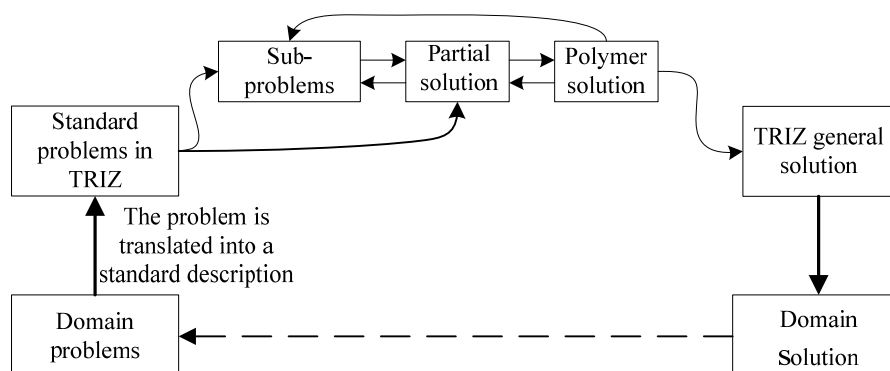 Sub-
problems
Partial
solution
Polymer
solution
Standard
problems in
TRIZ
TRIZ general
solution
The problem is
translated into a
standard description
Domain
problems
Domain
Solution